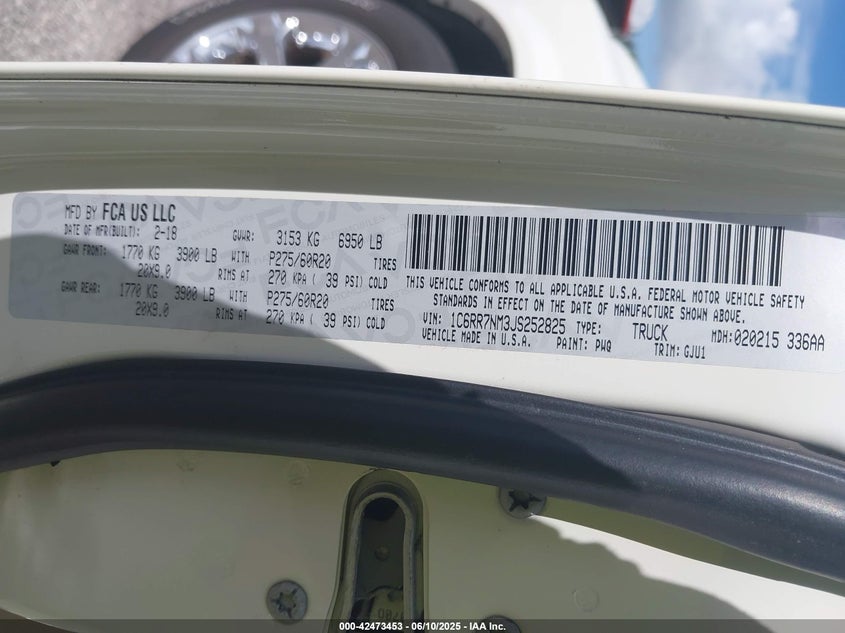 MFD BY FCA US LLC
DATE OF MFR(BUILT): 2-18 GVWR: 3153 KG 6950 LB
GAWR FRONT: 1770 KG 3900 LB WITH P275/60R20 TIRES
20X9.0 RIMS AT 270 KPA ( 39 PSI) COLD
GAWR REAR: 1770 KG 3900 LB WITH P275/60R20 TIRES
20X9.0 RIMS AT 270 KPA ( 39 PSI) COLD
THIS VEHICLE CONFORMS TO ALL APPLICABLE U.S.A. FEDERAL MOTOR VEHICLE SAFETY
STANDARDS IN EFFECT ON THE DATE OF MANUFACTURE SHOWN ABOVE.
VIN: 1C6RR7NM3JS252825 TYPE: TRUCK MDH:020215 336AA
VEHICLE MADE IN U.S.A. PAINT: PWQ TRIM: GJU1
000-42473453 - 06/10/2025 - IAA Inc.